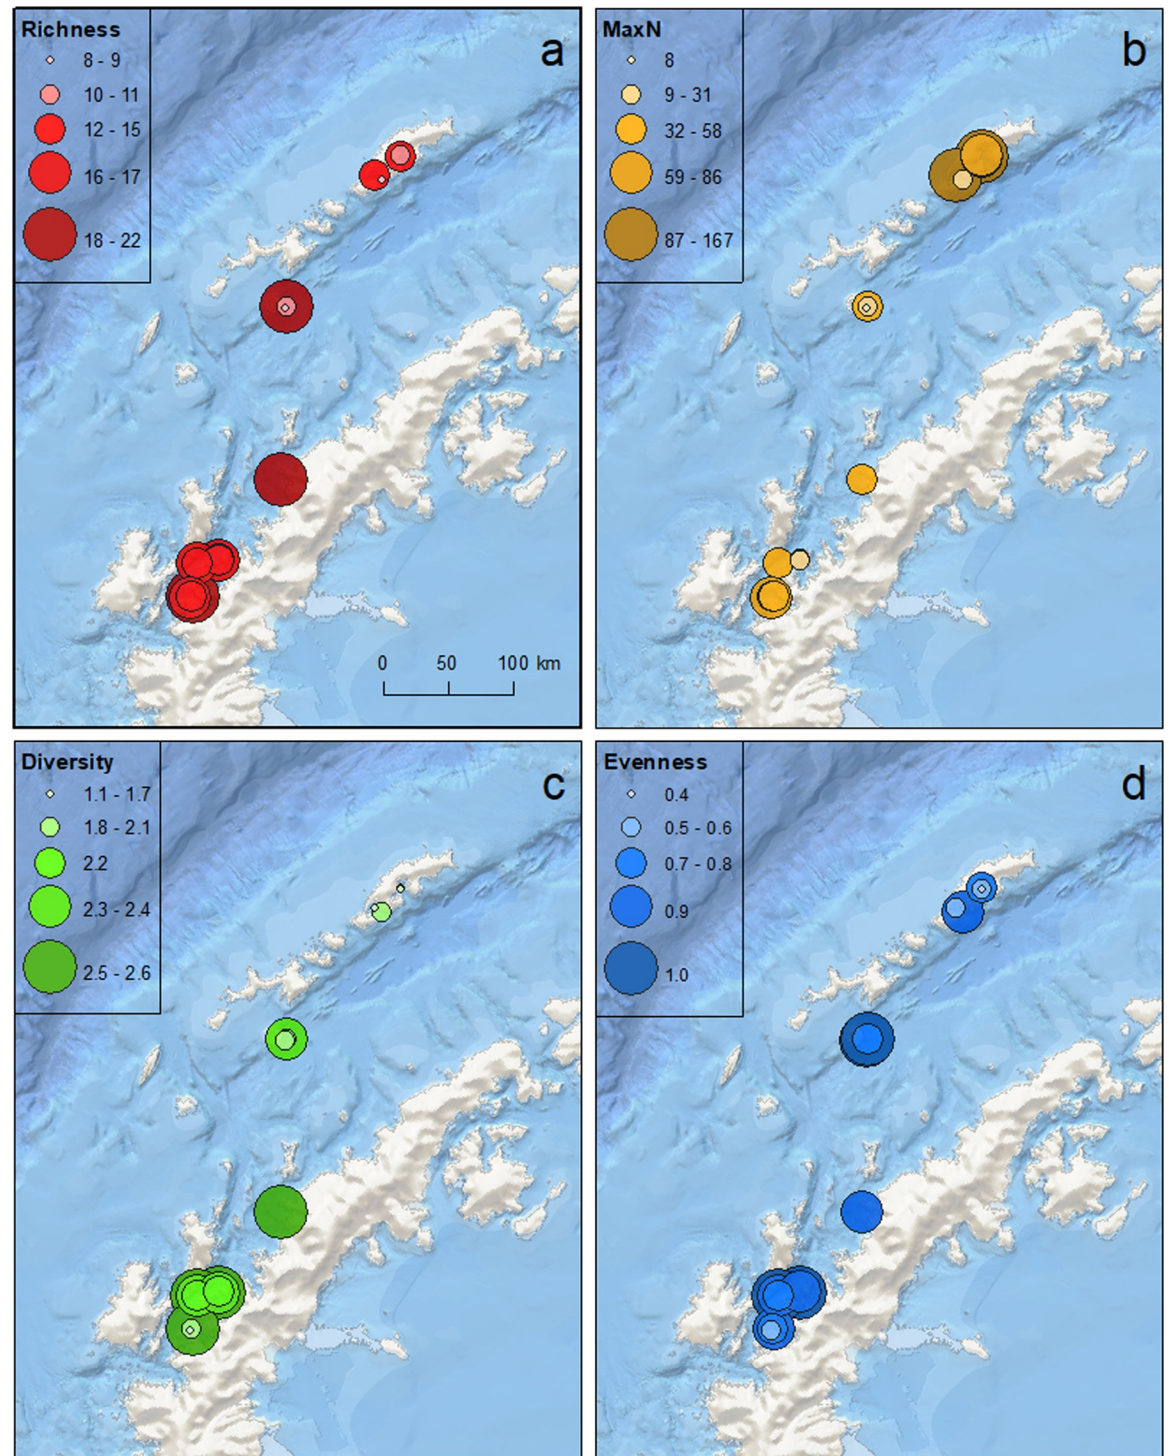 Richness
8 - 9
10 - 11
12 - 15
16 - 17
18 - 22
a
0 50 100 km
MaxN
8
9 - 31
32 - 58
59 - 86
87 - 167
b
Diversity
1.1 - 1.7
1.8 - 2.1
2.2
2.3 - 2.4
2.5 - 2.6
c
Evenness
0.4
0.5 - 0.6
0.7 - 0.8
0.9
1.0
d